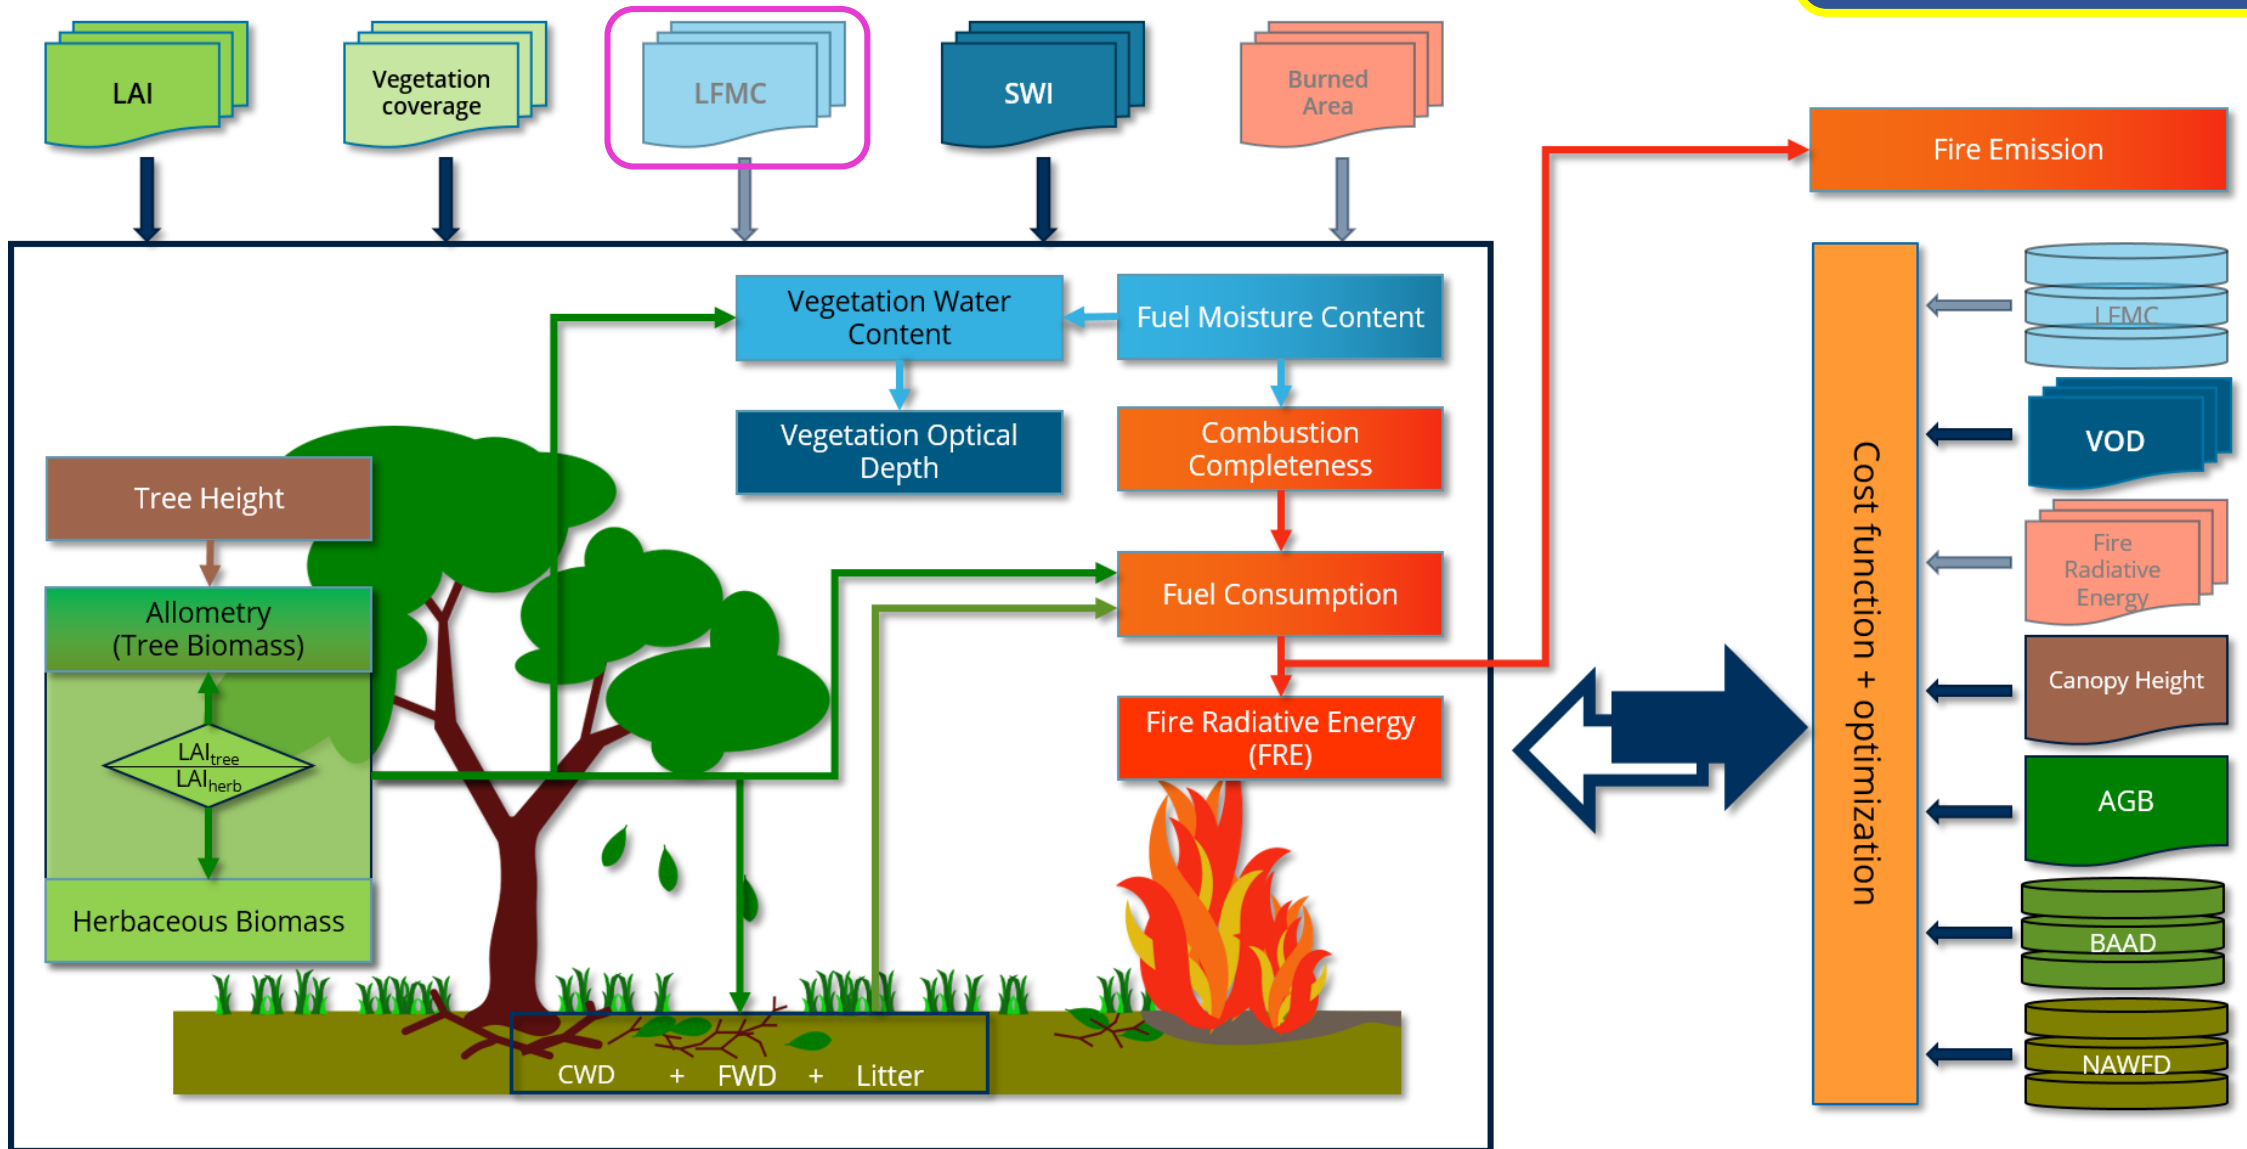 LAI
Vegetation
coverage
LFMC
SWI
Burned
Area
Fire Emission
Vegetation Water
Content
Fuel Moisture Content
LFMC
Vegetation Optical
Depth
Combustion
Completeness
VOD
Tree Height
Fire
Radiative
Energy
Allometry
(Tree Biomass)
Fuel Consumption
Cost function + optimization
Canopy Height
LAItree
LAIherb
Fire Radiative Energy
(FRE)
AGB
Herbaceous Biomass
BAAD
CWD + FWD + Litter
NAWFD